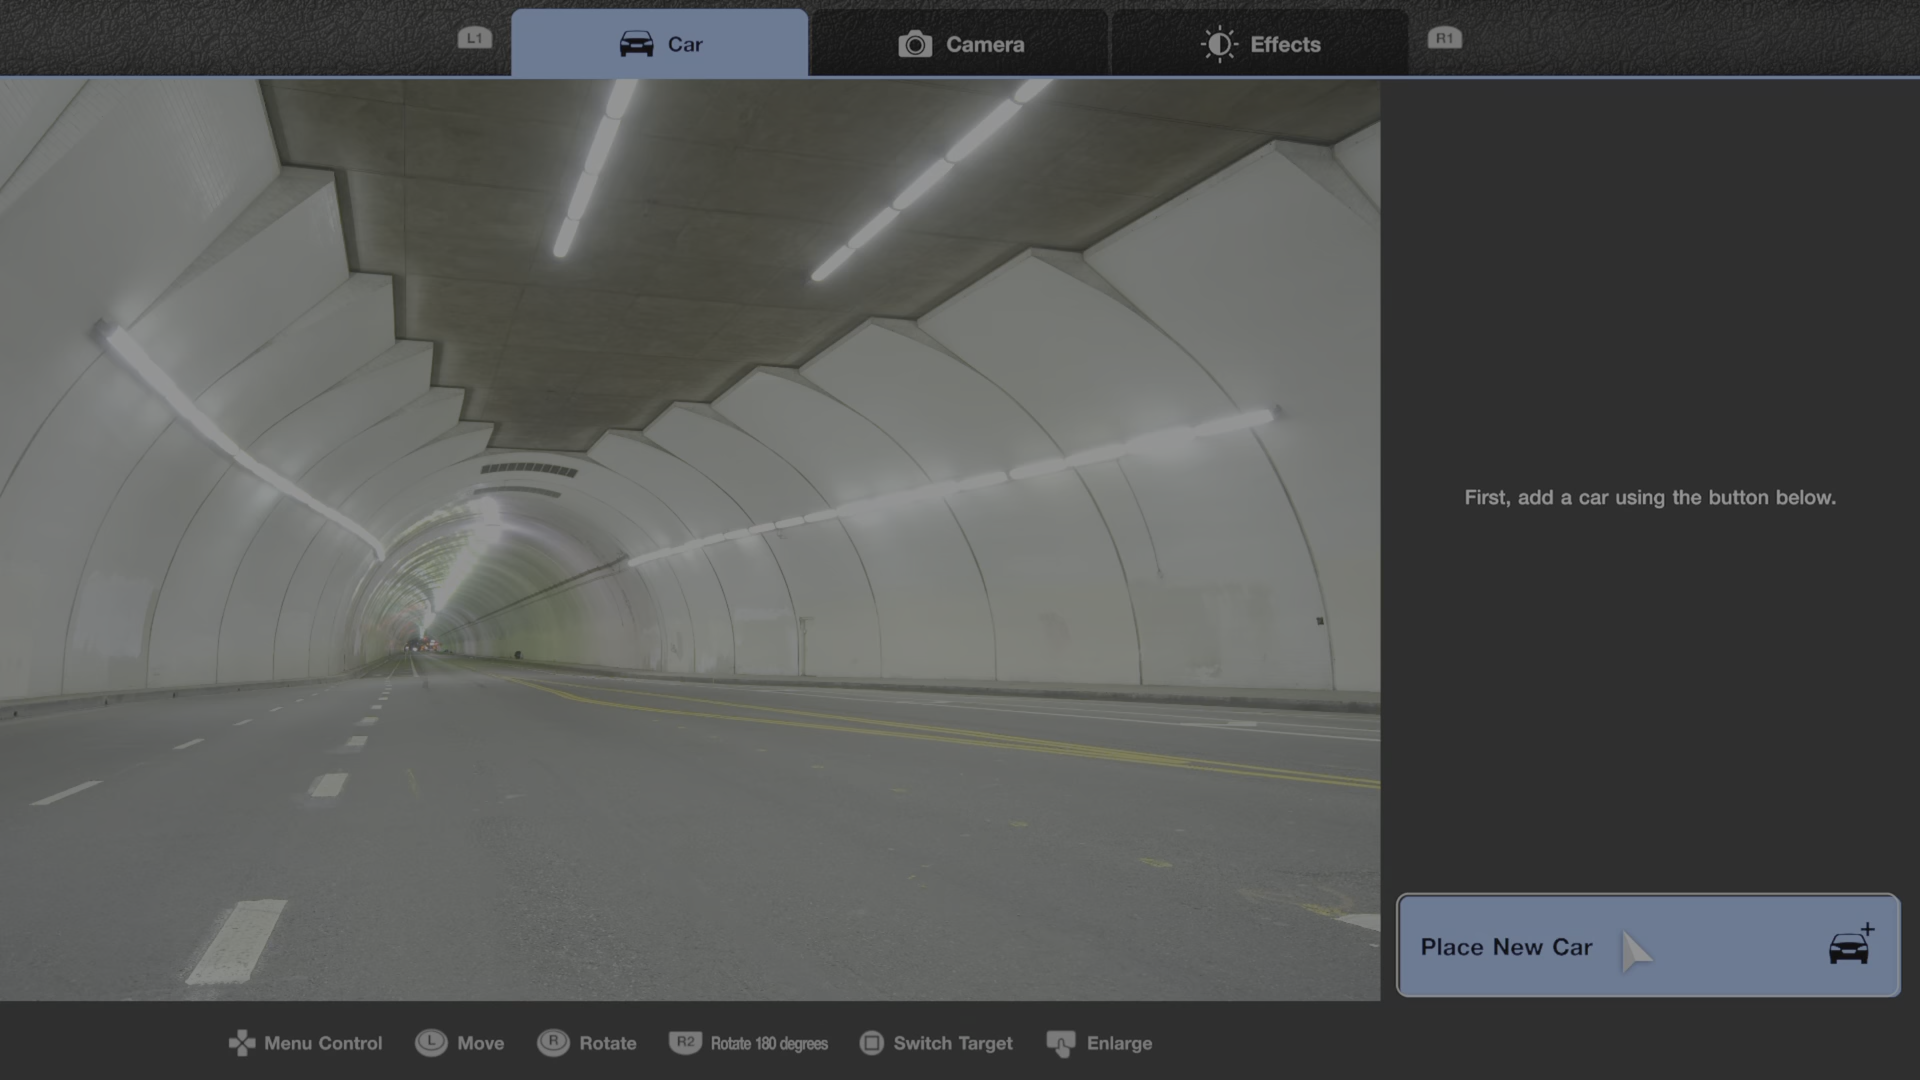 L1
Car
Camera
Effects
R1
First, add a car using the button below.
Place New Car
Menu Control
L Move
R Rotate
R2 Rotate 180 degrees
Switch Target
Enlarge